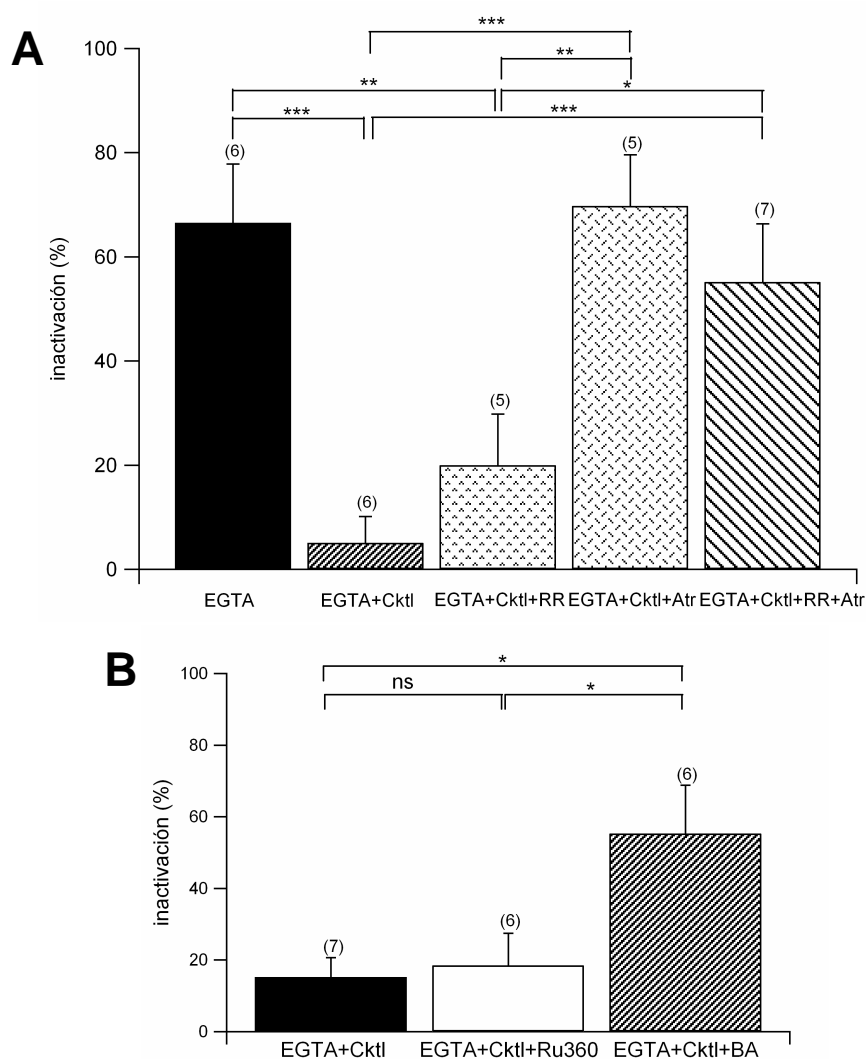 A
***
**
**
*
***
***
100
80
60
40
20
0
inactivación (%)
(6)
(6)
(5)
(5)
(7)
EGTA
EGTA+Cktl
EGTA+Cktl+RR
EGTA+Cktl+Atr
EGTA+Cktl+RR+Atr
B
*
ns
*
100
80
60
40
20
0
inactivación (%)
(7)
(6)
(6)
EGTA+Cktl
EGTA+Cktl+Ru360
EGTA+Cktl+BA